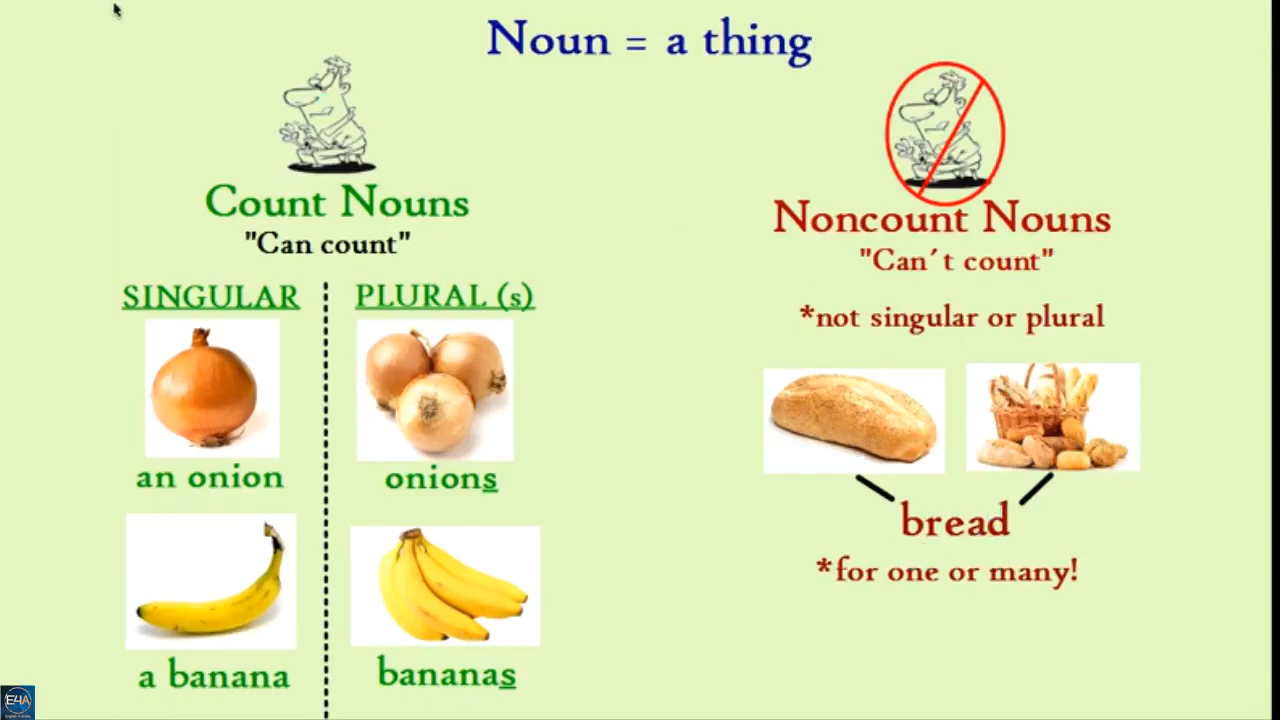 Noun = a thing
Count Nouns
"Can count"
SINGULAR
PLURAL (s)
an onion
onions
a banana
bananas
Noncount Nouns
"Can´t count"
*not singular or plural
bread
*for one or many!
E4A